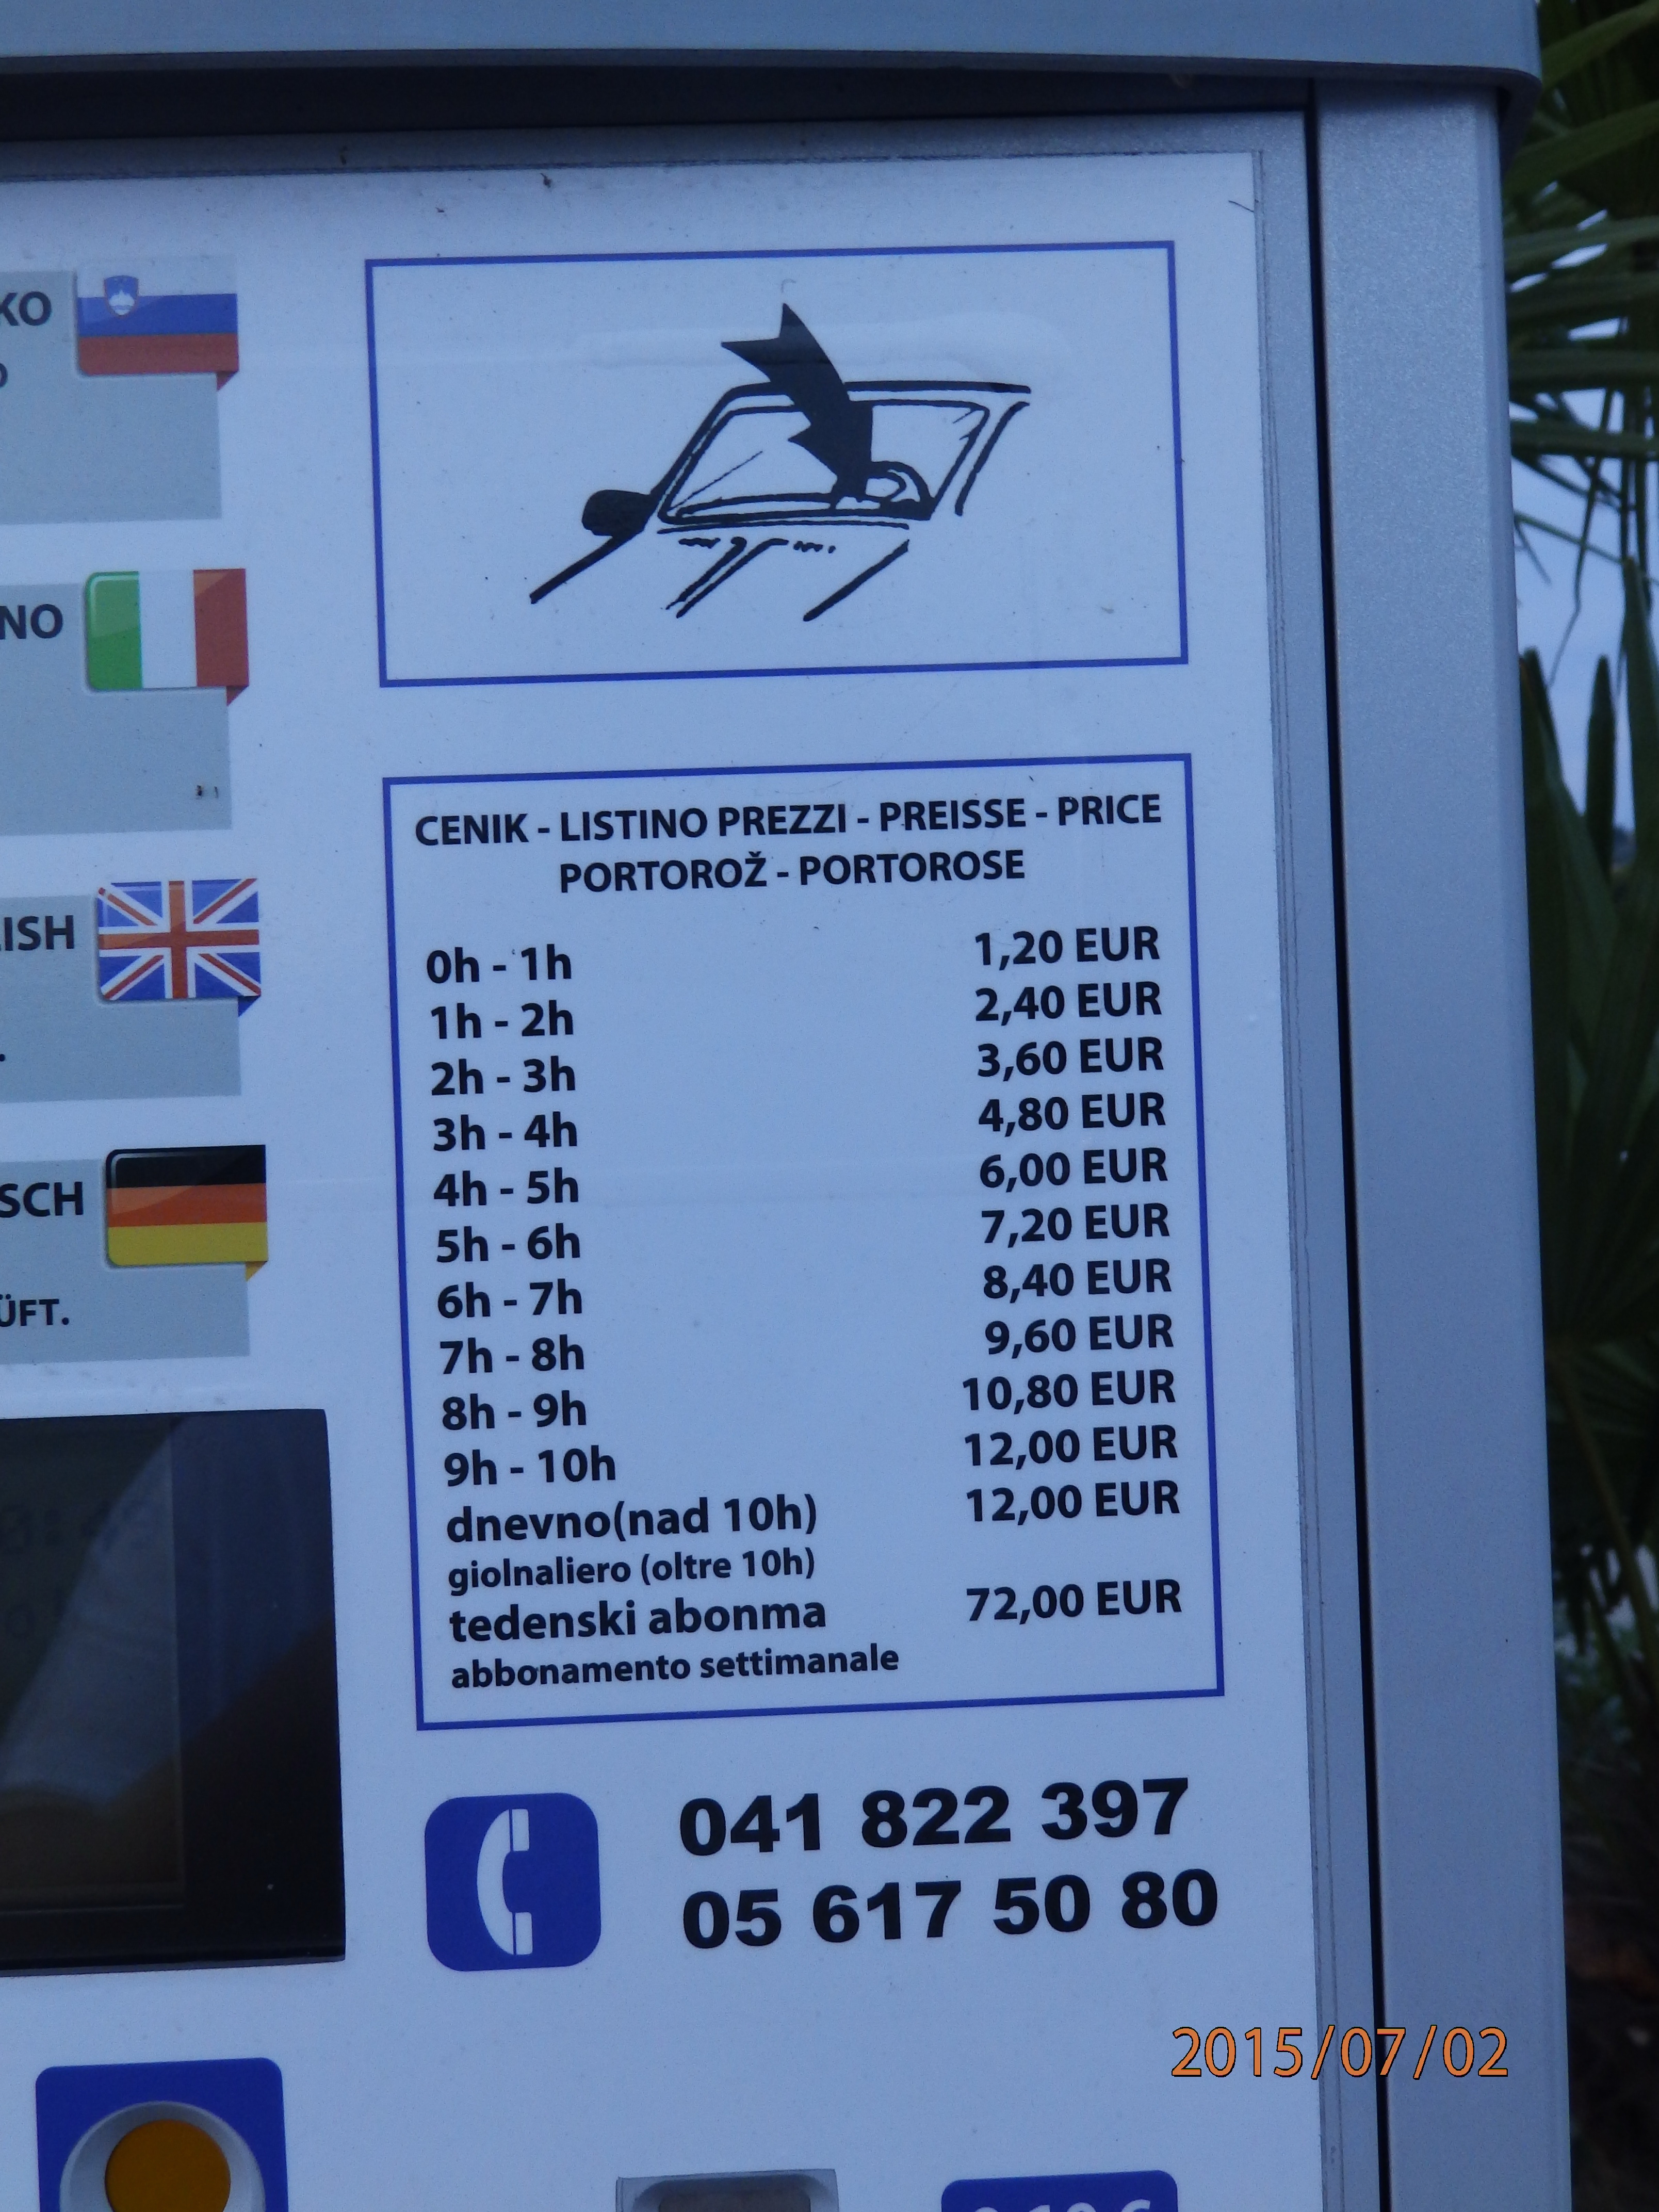 KO
NO
LISH
SCH
ÜFT.
CENIK - LISTINO PREZZI - PREISSE - PRICE
PORTOROŽ - PORTOROSE
0h - 1h 1,20 EUR
1h - 2h 2,40 EUR
2h - 3h 3,60 EUR
3h - 4h 4,80 EUR
4h - 5h 6,00 EUR
5h - 6h 7,20 EUR
6h - 7h 8,40 EUR
7h - 8h 9,60 EUR
8h - 9h 10,80 EUR
9h - 10h 12,00 EUR
dnevno(nad 10h) 12,00 EUR
giolnaliero (oltre 10h)
tedenski abonma 72,00 EUR
abbonamento settimanale
041 822 397
05 617 50 80
2015/07/02